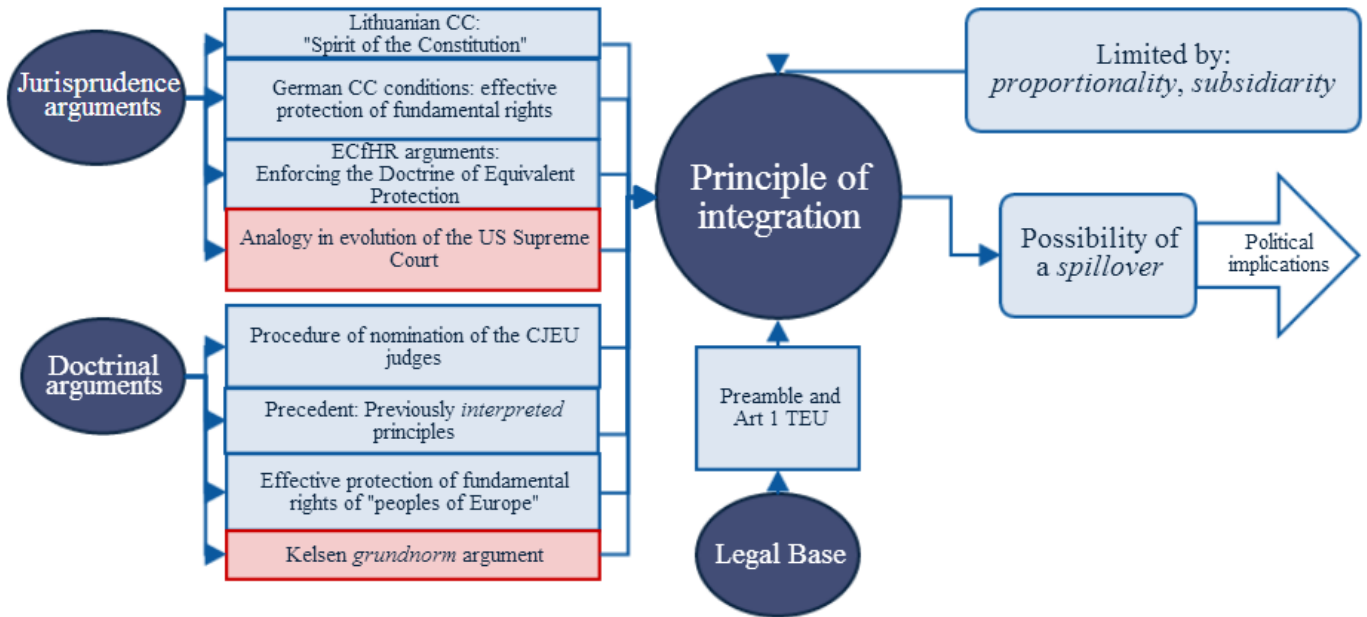 Jurisprudence
arguments
Lithuanian CC:
"Spirit of the Constitution"
German CC conditions: effective
protection of fundamental rights
ECfHR arguments:
Enforcing the Doctrine of Equivalent
Protection
Analogy in evolution of the US Supreme
Court
Doctrinal
arguments
Procedure of nomination of the CJEU
judges
Precedent: Previously interpreted
principles
Effective protection of fundamental
rights of "peoples of Europe"
Kelsen grundnorm argument
Principle of
integration
Limited by:
proportionality, subsidiarity
Possibility of
a spillover
Political
implications
Preamble and
Art 1 TEU
Legal Base